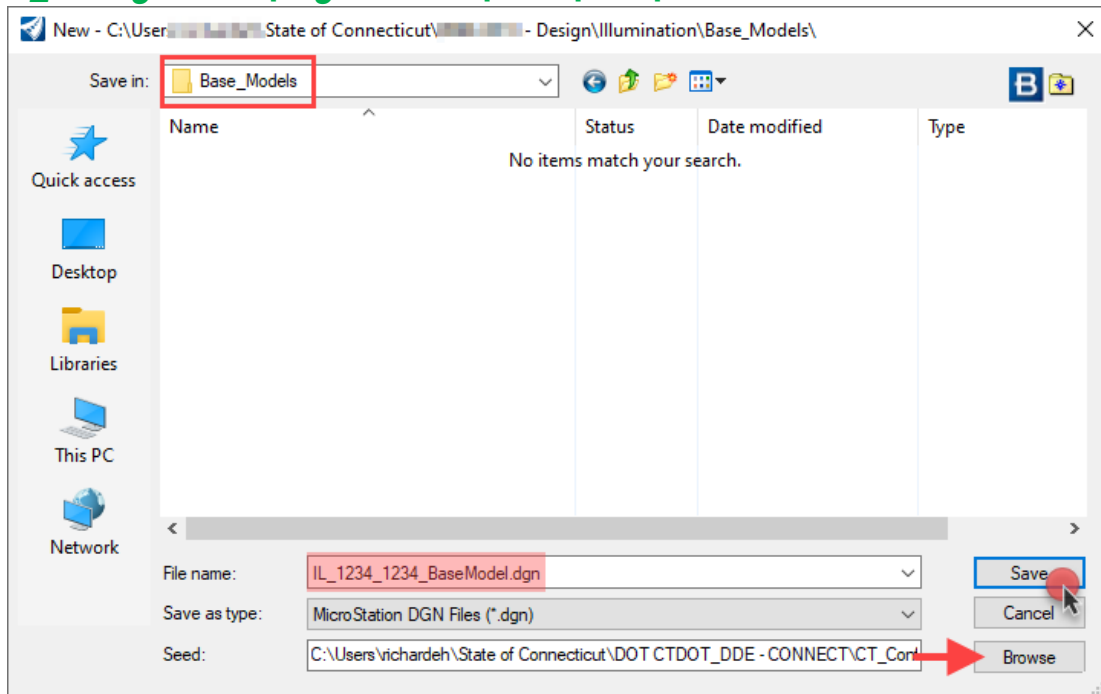 New - C:\User State of Connecticut\ - Design\Illumination\Base_Models\
Save in: Base_Models
Name Status Date modified Type
No items match your search.
Quick access
Desktop
Libraries
This PC
Network
File name: IL_1234_1234_BaseModel.dgn Save
Save as type: MicroStation DGN Files (*.dgn) Cancel
Seed: C:\Users\richardeh\State of Connecticut\DOT CTDOT_DDE - CONNECT\CT_Con Browse